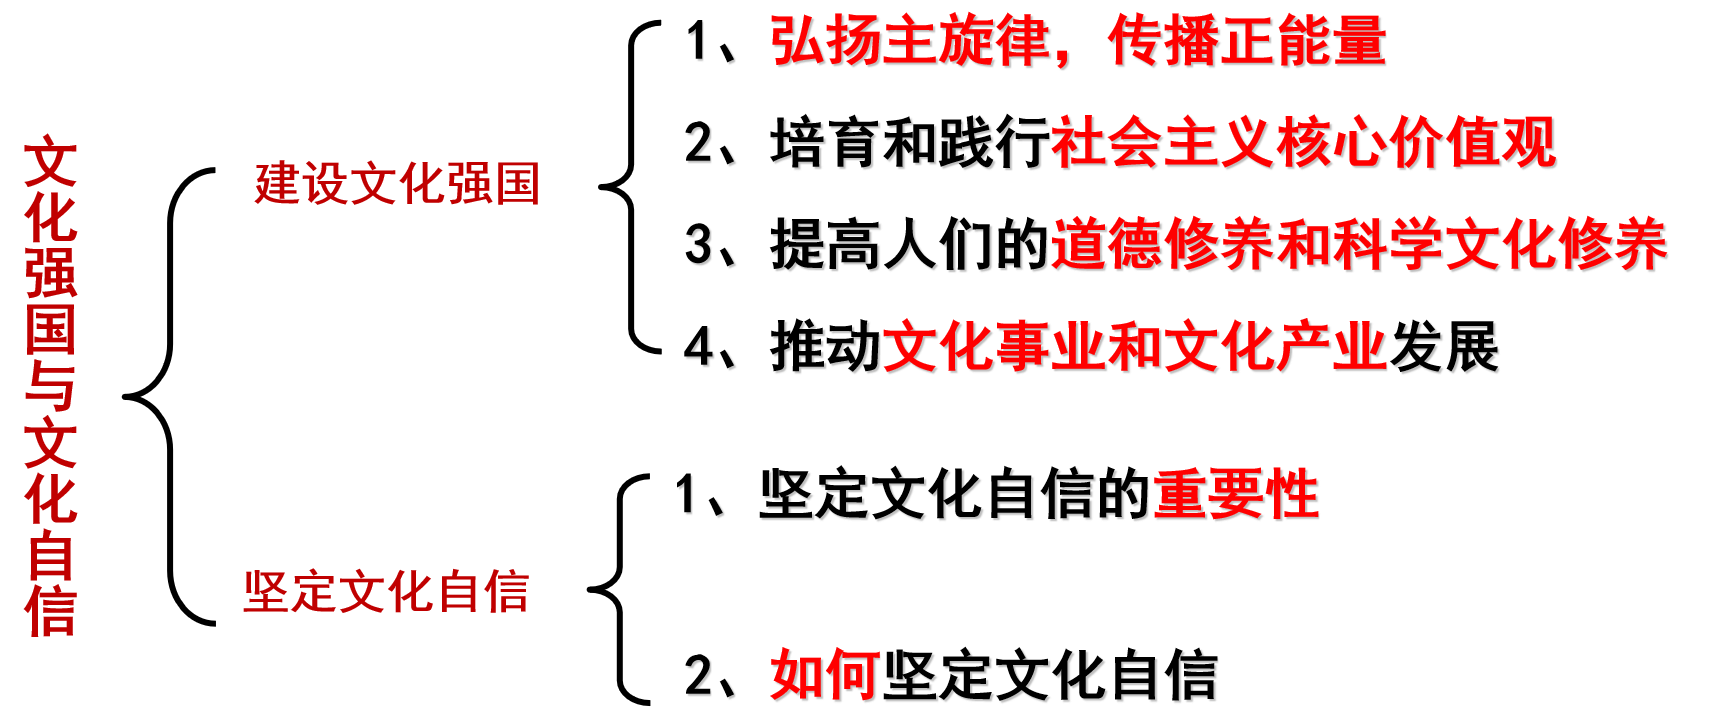 文化强国与文化自信
建设文化强国
1、弘扬主旋律，传播正能量
2、培育和践行社会主义核心价值观
3、提高人们的道德修养和科学文化修养
4、推动文化事业和文化产业发展
坚定文化自信
1、坚定文化自信的重要性
2、如何坚定文化自信